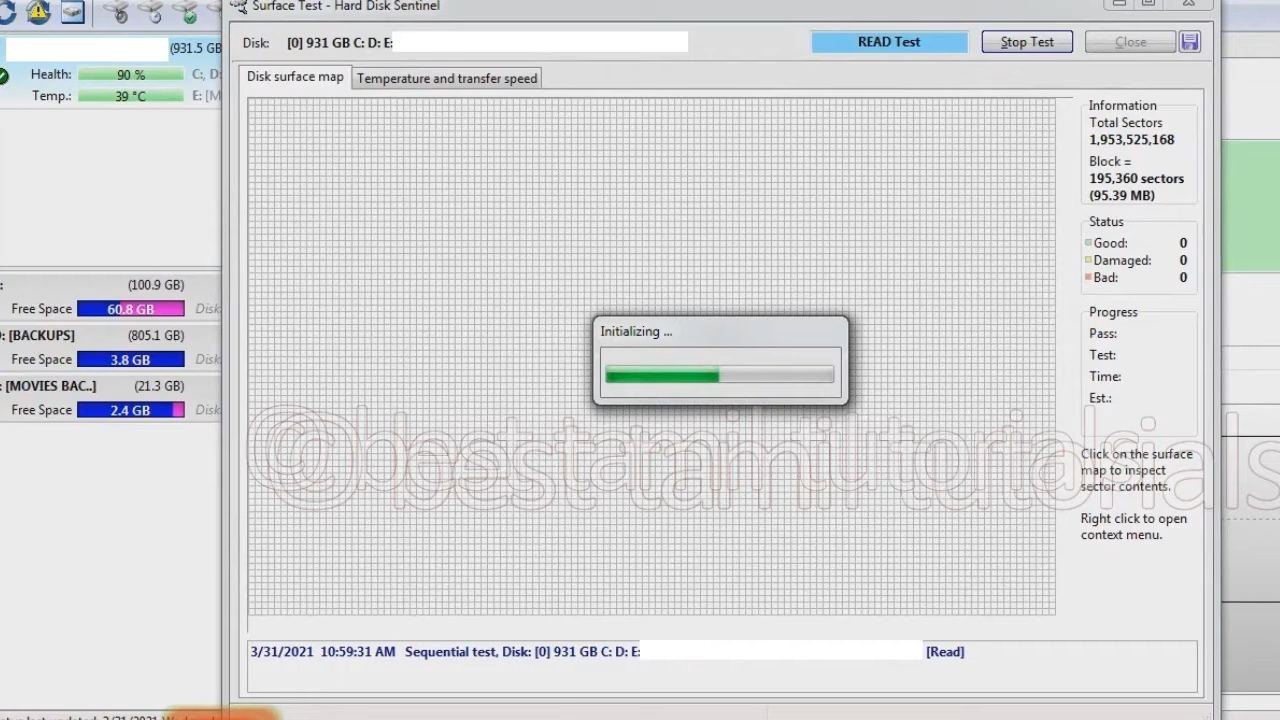 Surface Test - Hard Disk Sentinel
Disk: [0] 931 GB C: D: E:
READ Test
Stop Test
Close
(931.5 GB
Health: 90 % C:, D:
Temp.: 39 °C E: [M
Disk surface map
Temperature and transfer speed
Information
Total Sectors
1,953,525,168
Block =
195,360 sectors
(95.39 MB)
Status
Good: 0
Damaged: 0
Bad: 0
: (100.9 GB)
Free Space 60.8 GB Disk
: [BACKUPS] (805.1 GB)
Free Space 3.8 GB Disk
: [MOVIES BAC..] (21.3 GB)
Free Space 2.4 GB Disk
Initializing ...
Progress
Pass:
Test:
Time:
Est.:
Click on the surface
map to inspect
sector contents.
Right click to open
context menu.
3/31/2021 10:59:31 AM Sequential test, Disk: [0] 931 GB C: D: E: [Read]